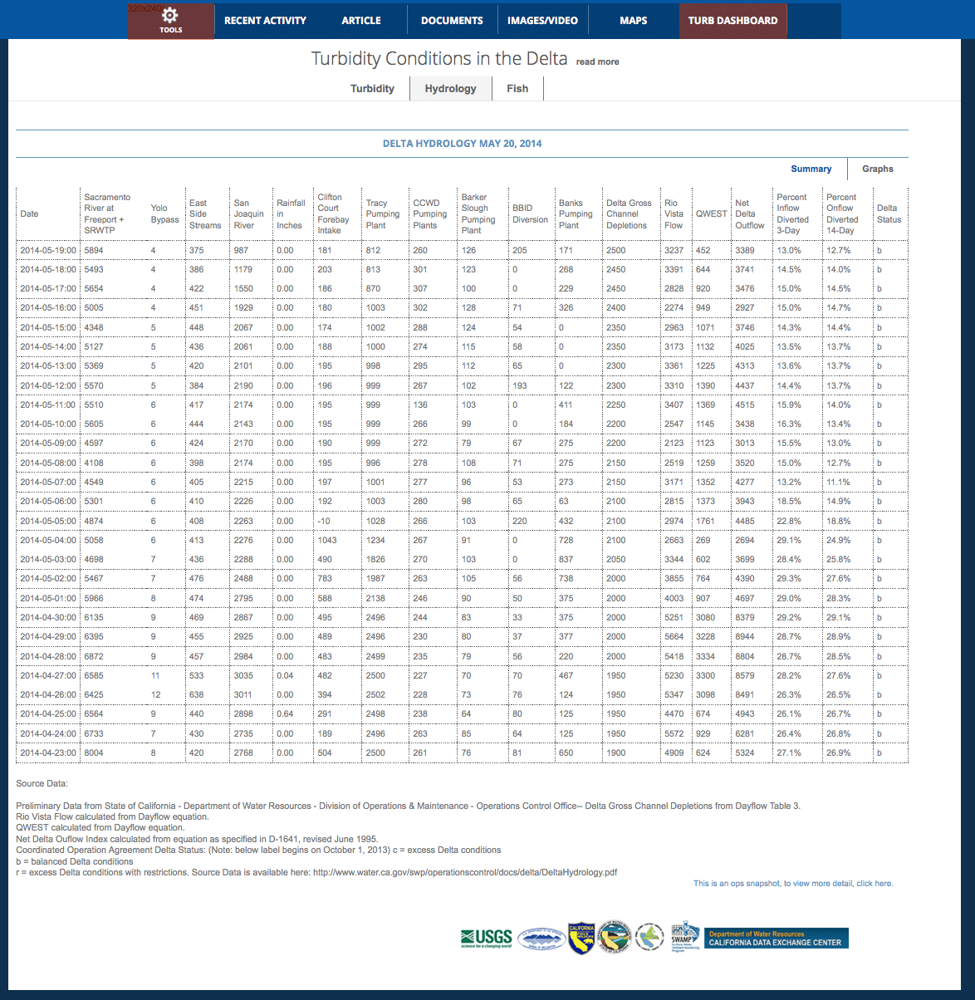 320x240
TOOLS
RECENT ACTIVITY
ARTICLE
DOCUMENTS
IMAGES/VIDEO
MAPS
TURB DASHBOARD
Turbidity Conditions in the Delta read more
Turbidity
Hydrology
Fish
DELTA HYDROLOGY MAY 20, 2014
Summary
Graphs
Date
Sacramento
River at
Freeport +
SRWTP
Yolo
Bypass
East
Side
Streams
San
Joaquin
River
Rainfall
in
Inches
Clifton
Court
Forebay
Intake
Tracy
Pumping
Plant
CCWD
Pumping
Plants
Barker
Slough
Pumping
Plant
BBID
Diversion
Banks
Pumping
Plant
Delta Gross
Channel
Depletions
Rio
Vista
Flow
QWEST
Net
Delta
Outflow
Percent
Inflow
Diverted
3-Day
Percent
Onflow
Diverted
14-Day
Delta
Status
2014-05-19:00 5894 4 375 987 0.00 181 812 260 126 205 171 2500 3237 452 3389 13.0% 12.7% b
2014-05-18:00 5493 4 386 1179 0.00 203 813 301 123 0 268 2450 3391 644 3741 14.5% 14.0% b
2014-05-17:00 5654 4 422 1550 0.00 186 870 307 100 0 229 2450 2828 920 3476 15.0% 14.5% b
2014-05-16:00 5005 4 451 1929 0.00 180 1003 302 128 71 326 2400 2274 949 2927 15.0% 14.7% b
2014-05-15:00 4348 5 448 2067 0.00 174 1002 288 124 54 0 2350 2963 1071 3746 14.3% 14.4% b
2014-05-14:00 5127 5 436 2061 0.00 188 1000 274 115 58 0 2350 3173 1132 4025 13.5% 13.7% b
2014-05-13:00 5369 5 420 2101 0.00 195 998 295 112 65 0 2300 3361 1225 4313 13.6% 13.7% b
2014-05-12:00 5570 5 384 2190 0.00 196 999 267 102 193 122 2300 3310 1390 4437 14.4% 13.7% b
2014-05-11:00 5510 6 417 2174 0.00 195 999 136 103 0 411 2250 3407 1369 4515 15.9% 14.0% b
2014-05-10:00 5605 6 444 2143 0.00 195 999 266 99 0 184 2200 2547 1145 3438 16.3% 13.4% b
2014-05-09:00 4597 6 424 2170 0.00 190 999 272 79 67 275 2200 2123 1123 3013 15.5% 13.0% b
2014-05-08:00 4108 6 398 2174 0.00 195 996 278 108 71 275 2150 2519 1259 3520 15.0% 12.7% b
2014-05-07:00 4549 6 405 2215 0.00 197 1001 277 96 53 273 2150 3171 1352 4277 13.2% 11.1% b
2014-05-06:00 5301 6 410 2226 0.00 192 1003 280 98 65 63 2100 2815 1373 3943 18.5% 14.9% b
2014-05-05:00 4874 6 408 2263 0.00 -10 1028 266 103 220 432 2100 2974 1761 4485 22.8% 18.8% b
2014-05-04:00 5058 6 413 2276 0.00 1043 1234 267 91 0 728 2100 2663 269 2694 29.1% 24.9% b
2014-05-03:00 4698 7 436 2288 0.00 490 1826 270 103 0 837 2050 3344 602 3699 28.4% 25.8% b
2014-05-02:00 5467 7 476 2488 0.00 783 1987 263 105 56 738 2000 3855 764 4390 29.3% 27.6% b
2014-05-01:00 5966 8 474 2795 0.00 588 2138 246 90 50 375 2000 4003 907 4697 29.0% 28.3% b
2014-04-30:00 6135 9 469 2867 0.00 495 2496 244 83 33 375 2000 5251 3080 8379 29.2% 29.1% b
2014-04-29:00 6395 9 455 2925 0.00 489 2496 230 80 37 377 2000 5664 3228 8944 28.7% 28.9% b
2014-04-28:00 6872 9 457 2984 0.00 483 2499 235 79 56 220 2000 5418 3334 8804 28.7% 28.5% b
2014-04-27:00 6585 11 533 3035 0.04 482 2500 227 70 70 467 1950 5230 3300 8579 28.2% 27.6% b
2014-04-26:00 6425 12 638 3011 0.00 394 2502 228 73 76 124 1950 5347 3098 8491 26.3% 26.5% b
2014-04-25:00 6564 9 440 2898 0.64 291 2498 238 64 80 125 1950 4470 674 4943 26.1% 26.7% b
2014-04-24:00 6733 7 430 2735 0.00 189 2496 263 85 64 125 1950 5572 929 6281 26.4% 26.8% b
2014-04-23:00 8004 8 420 2768 0.00 504 2500 261 76 81 650 1900 4909 624 5324 27.1% 26.9% b
Source Data:
Preliminary Data from State of California - Department of Water Resources - Division of Operations & Maintenance - Operations Control Office-- Delta Gross Channel Depletions from Dayflow Table 3.
Rio Vista Flow calculated from Dayflow equation.
QWEST calculated from Dayflow equation.
Net Delta Ouflow Index calculated from equation as specified in D-1641, revised June 1995.
Coordinated Operation Agreement Delta Status: (Note: below label begins on October 1, 2013) c = excess Delta conditions
b = balanced Delta conditions
r = excess Delta conditions with restrictions. Source Data is available here: http://www.water.ca.gov/swp/operationscontrol/docs/delta/DeltaHydrology.pdf
This is an ops snapshot, to view more detail, click here.
USGS
science for a changing world
CALIFORNIA
SWAMP
Department of Water Resources
CALIFORNIA DATA EXCHANGE CENTER